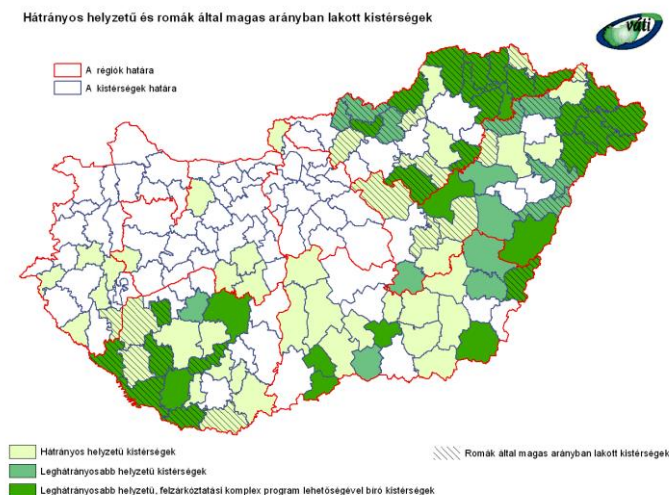 Hátrányos helyzetű és romák által magas arányban lakott kistérségek
váti
A régiók határa
A kistérségek határa
Hátrányos helyzetű kistérségek
Romák által magas arányban lakott kistérségek
Leghátrányosabb helyzetű kistérségek
Leghátrányosabb helyzetű, felzárkóztatási komplex program lehetőségével bíró kistérségek